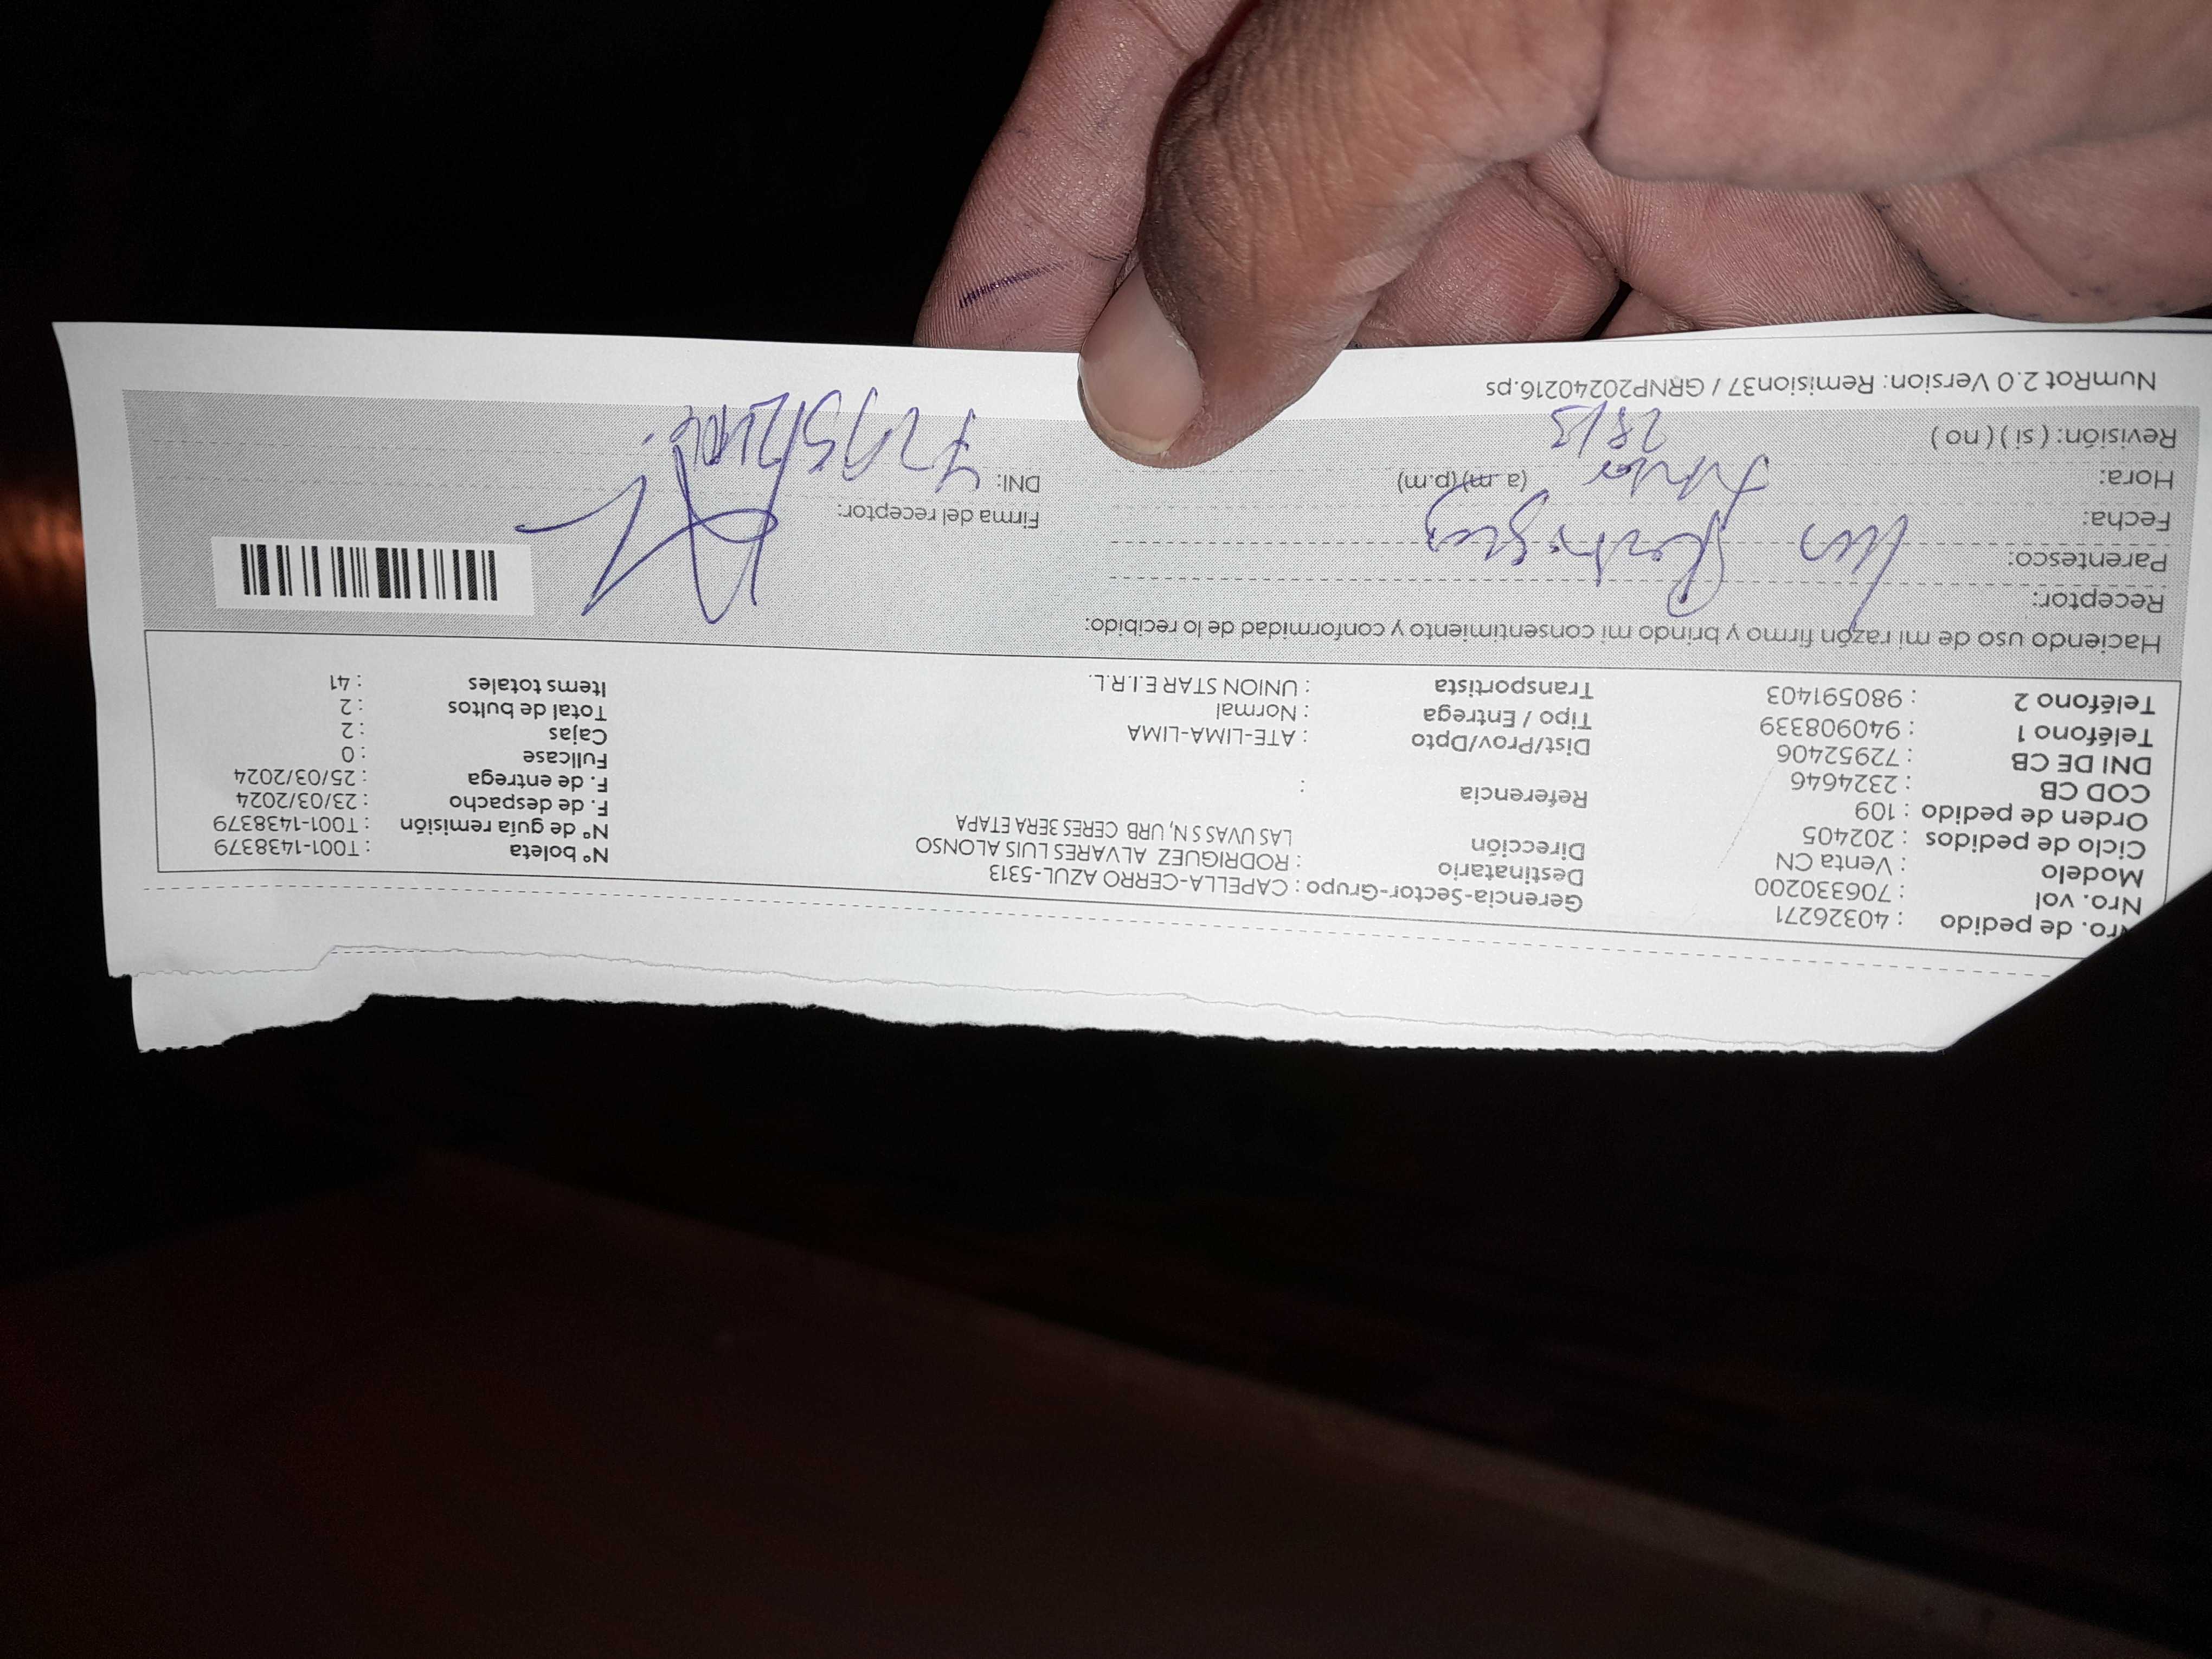 Nro. de pedido : 40326271
Nro. vol : 706330200
Modelo : Venta CN
Ciclo de pedidos : 202405
Orden de pedido : 109
COD CB : 2324646
DNI DE CB : 72952406
Teléfono 1 : 940908339
Teléfono 2 : 980591403
Gerencia-Sector-Grupo : CAPELLA-CERRO AZUL-5313
Destinatario : RODRIGUEZ ALVARES LUIS ALONSO
Dirección LAS UVAS S N, URB CERES 3ERA ETAPA
Referencia :
Dist/Prov/Dpto : ATE-LIMA-LIMA
Tipo / Entrega : Normal
Transportista : UNION STAR E.I.R.L.
N° boleta : T001-1438379
N° de guía remisión : T001-1438379
F. de despacho : 23/03/2024
F. de entrega : 25/03/2024
Fullcase : 0
Cajas : 2
Total de bultos : 2
Items totales : 41
Haciendo uso de mi razón firmo y brindo mi consentimiento y conformidad de lo recibido:
Receptor: Luis Rodriguez
Parentesco: titular
Fecha:
Hora: (a.m)(p.m)
Revisión: ( si ) ( no )
Firma del receptor:
DNI: 72952406
NumRot 2.0 Version: Remision37 / GRNP20240216.ps